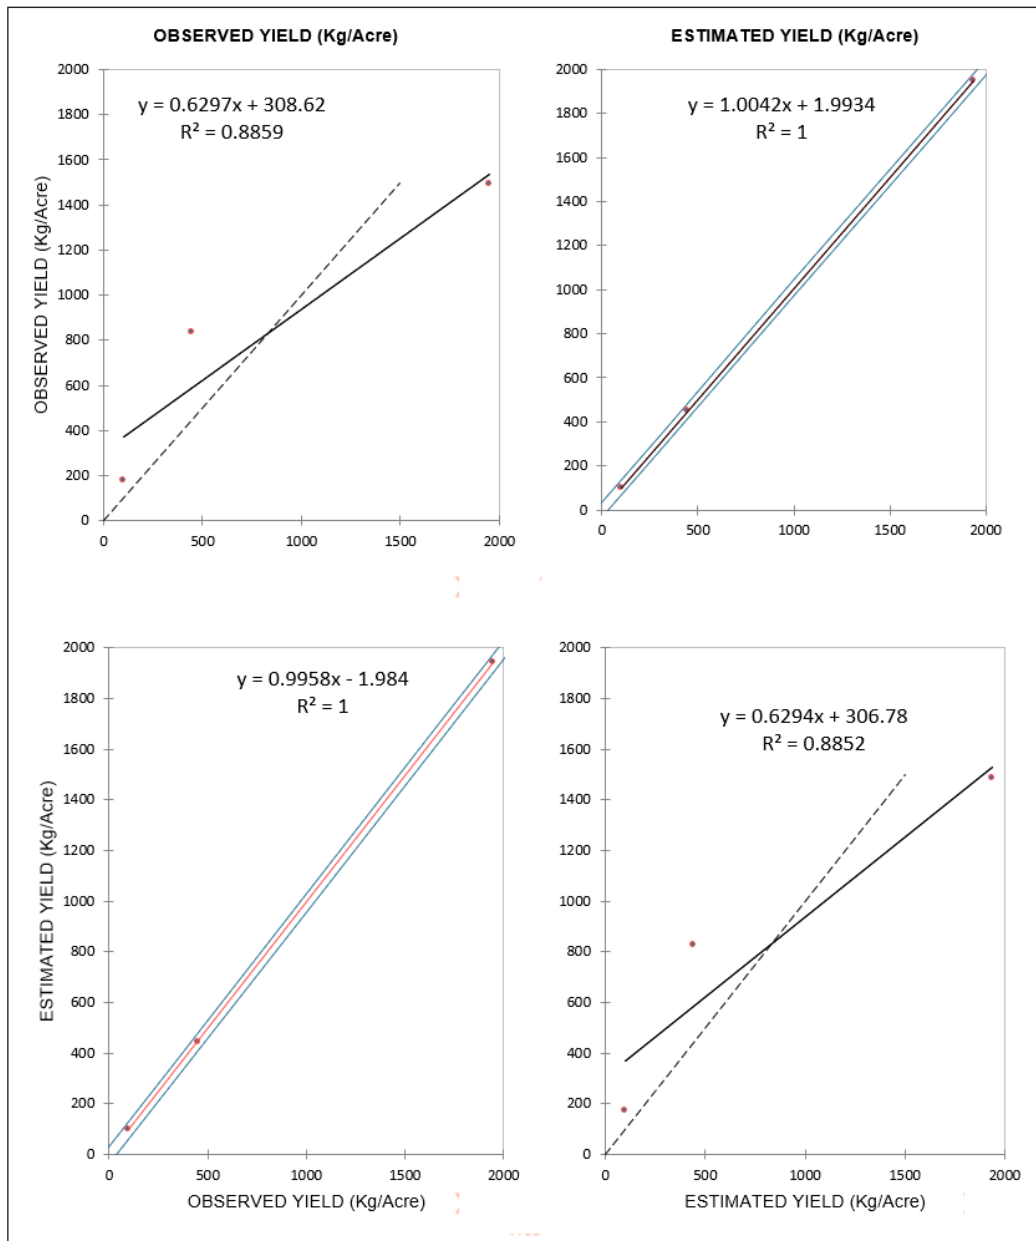 OBSERVED YIELD (Kg/Acre)
ESTIMATED YIELD (Kg/Acre)
y = 0.6297x + 308.62
R² = 0.8859
OBSERVED YIELD (Kg/Acre)
2000
1800
1600
1400
1200
1000
800
600
400
200
0
0 500 1000 1500 2000
y = 1.0042x + 1.9934
R² = 1
2000
1800
1600
1400
1200
1000
800
600
400
200
0
0 500 1000 1500 2000
y = 0.9958x - 1.984
R² = 1
ESTIMATED YIELD (Kg/Acre)
2000
1800
1600
1400
1200
1000
800
600
400
200
0
0 500 1000 1500 2000
OBSERVED YIELD (Kg/Acre)
y = 0.6294x + 306.78
R² = 0.8852
2000
1800
1600
1400
1200
1000
800
600
400
200
0
0 500 1000 1500 2000
ESTIMATED YIELD (Kg/Acre)